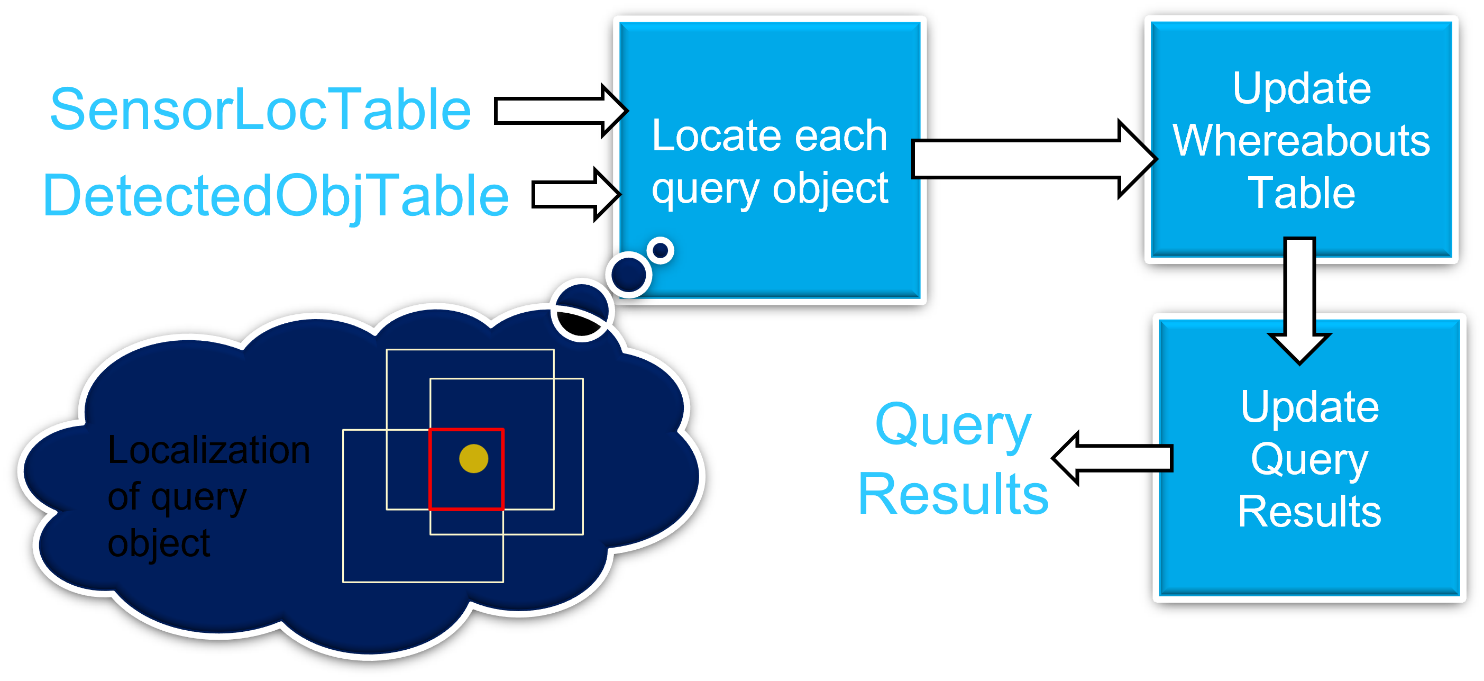 SensorLocTable
DetectedObjTable
Locate each
query object
Update
Whereabouts
Table
Localization
of query
object
Query
Results
Update
Query
Results